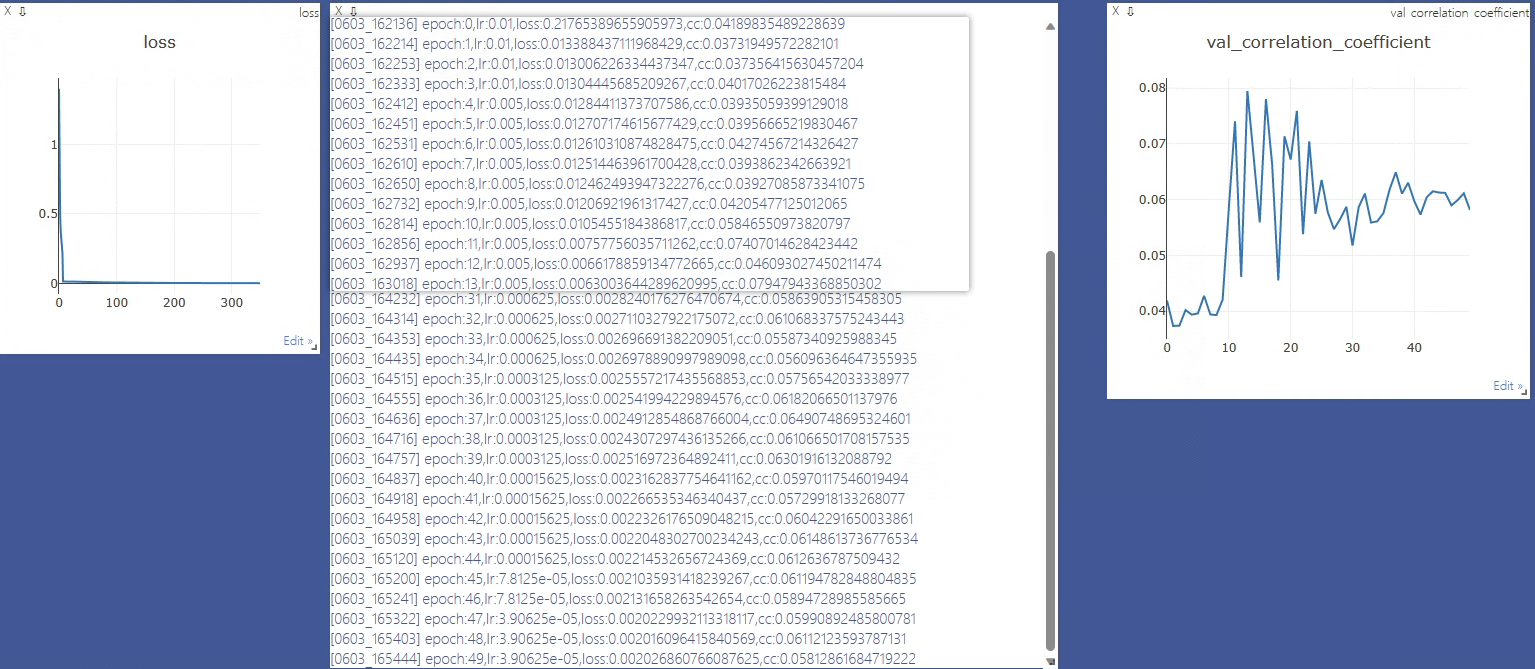 X ⇩ loss
loss
1
0.5
0
0 100 200 300
Edit »
X ⇩
[0603_162136] epoch:0,lr:0.01,loss:0.21765389655905973,cc:0.04189835489228639
[0603_162214] epoch:1,lr:0.01,loss:0.013388437111968429,cc:0.03731949572282101
[0603_162253] epoch:2,lr:0.01,loss:0.013006226334437347,cc:0.037356415630457204
[0603_162333] epoch:3,lr:0.01,loss:0.01304445685209267,cc:0.04017026223815484
[0603_162412] epoch:4,lr:0.005,loss:0.01284411373707586,cc:0.03935059399129018
[0603_162451] epoch:5,lr:0.005,loss:0.012707174615677429,cc:0.03956665219830467
[0603_162531] epoch:6,lr:0.005,loss:0.012610310874828475,cc:0.04274567214326427
[0603_162610] epoch:7,lr:0.005,loss:0.012514463961700428,cc:0.0393862342663921
[0603_162650] epoch:8,lr:0.005,loss:0.012462493947322276,cc:0.03927085873341075
[0603_162732] epoch:9,lr:0.005,loss:0.01206921961317427,cc:0.04205477125012065
[0603_162814] epoch:10,lr:0.005,loss:0.0105455184386817,cc:0.05846550973820797
[0603_162856] epoch:11,lr:0.005,loss:0.00757756035711262,cc:0.07407014628423442
[0603_162937] epoch:12,lr:0.005,loss:0.0066178859134772665,cc:0.046093027450211474
[0603_163018] epoch:13,lr:0.005,loss:0.0063003644289620995,cc:0.07947943368850302
[0603_164232] epoch:31,lr:0.000625,loss:0.0028240176276470674,cc:0.05863905315458305
[0603_164314] epoch:32,lr:0.000625,loss:0.0027110327922175072,cc:0.061068337575243443
[0603_164353] epoch:33,lr:0.000625,loss:0.002696691382209051,cc:0.05587340925988345
[0603_164435] epoch:34,lr:0.000625,loss:0.0026978890997989098,cc:0.056096364647355935
[0603_164515] epoch:35,lr:0.0003125,loss:0.0025557217435568853,cc:0.05756542033338977
[0603_164555] epoch:36,lr:0.0003125,loss:0.002541994229894576,cc:0.06182066501137976
[0603_164636] epoch:37,lr:0.0003125,loss:0.0024912854868766004,cc:0.06490748695324601
[0603_164716] epoch:38,lr:0.0003125,loss:0.0024307297436135266,cc:0.061066501708157535
[0603_164757] epoch:39,lr:0.0003125,loss:0.002516972364892411,cc:0.06301916132088792
[0603_164837] epoch:40,lr:0.00015625,loss:0.0023162837754641162,cc:0.05970117546019494
[0603_164918] epoch:41,lr:0.00015625,loss:0.002266535346340437,cc:0.05729918133268077
[0603_164958] epoch:42,lr:0.00015625,loss:0.0022326176509048215,cc:0.06042291650033861
[0603_165039] epoch:43,lr:0.00015625,loss:0.0022048302700234243,cc:0.06148613736776534
[0603_165120] epoch:44,lr:0.00015625,loss:0.002214532656724369,cc:0.0612636787509432
[0603_165200] epoch:45,lr:7.8125e-05,loss:0.0021035931418239267,cc:0.061194782848804835
[0603_165241] epoch:46,lr:7.8125e-05,loss:0.002131658263542654,cc:0.05894728985585665
[0603_165322] epoch:47,lr:3.90625e-05,loss:0.0020229932113318117,cc:0.05990892485800781
[0603_165403] epoch:48,lr:3.90625e-05,loss:0.002016096415840569,cc:0.06112123593787131
[0603_165444] epoch:49,lr:3.90625e-05,loss:0.002026860766087625,cc:0.05812861684719222
X ⇩ val correlation coefficient
val_correlation_coefficient
0.08
0.07
0.06
0.05
0.04
0 10 20 30 40
Edit »